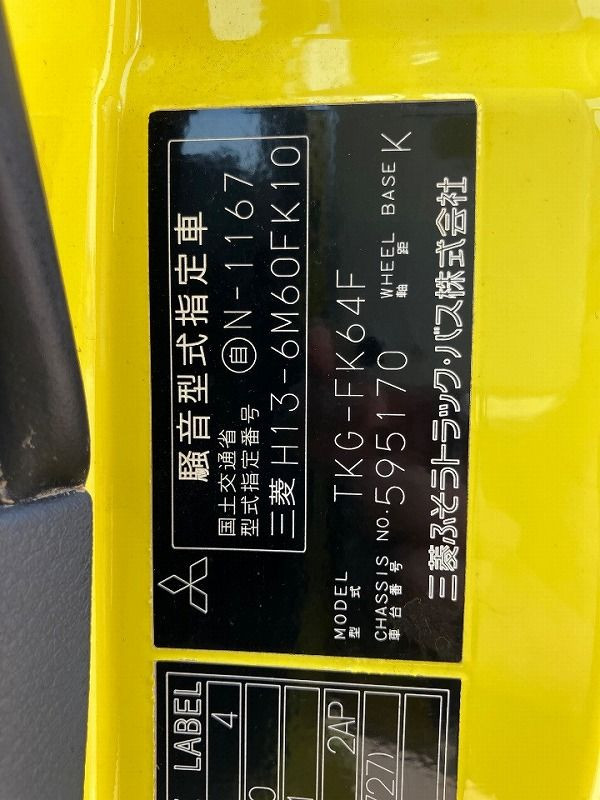 騒音型式指定車
国土交通省
型式指定番号 自N-1167
三菱 H13-6M60FK10
MODEL
型式 TKG-FK64F
CHASSIS NO.
車台番号 595170
WHEEL BASE
軸距 K
三菱ふそうトラック・バス株式会社
LABEL
4
2AP
727)